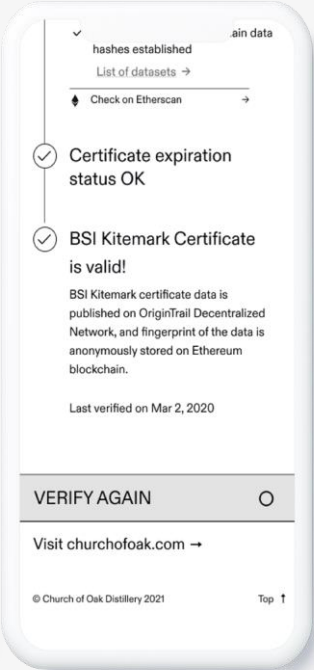 ain data
hashes established
List of datasets →
Check on Etherscan →
Certificate expiration
status OK
BSI Kitemark Certificate
is valid!
BSI Kitemark certificate data is
published on OriginTrail Decentralized
Network, and fingerprint of the data is
anonymously stored on Ethereum
blockchain.
Last verified on Mar 2, 2020
VERIFY AGAIN
Visit churchofoak.com →
© Church of Oak Distillery 2021 Top ↑